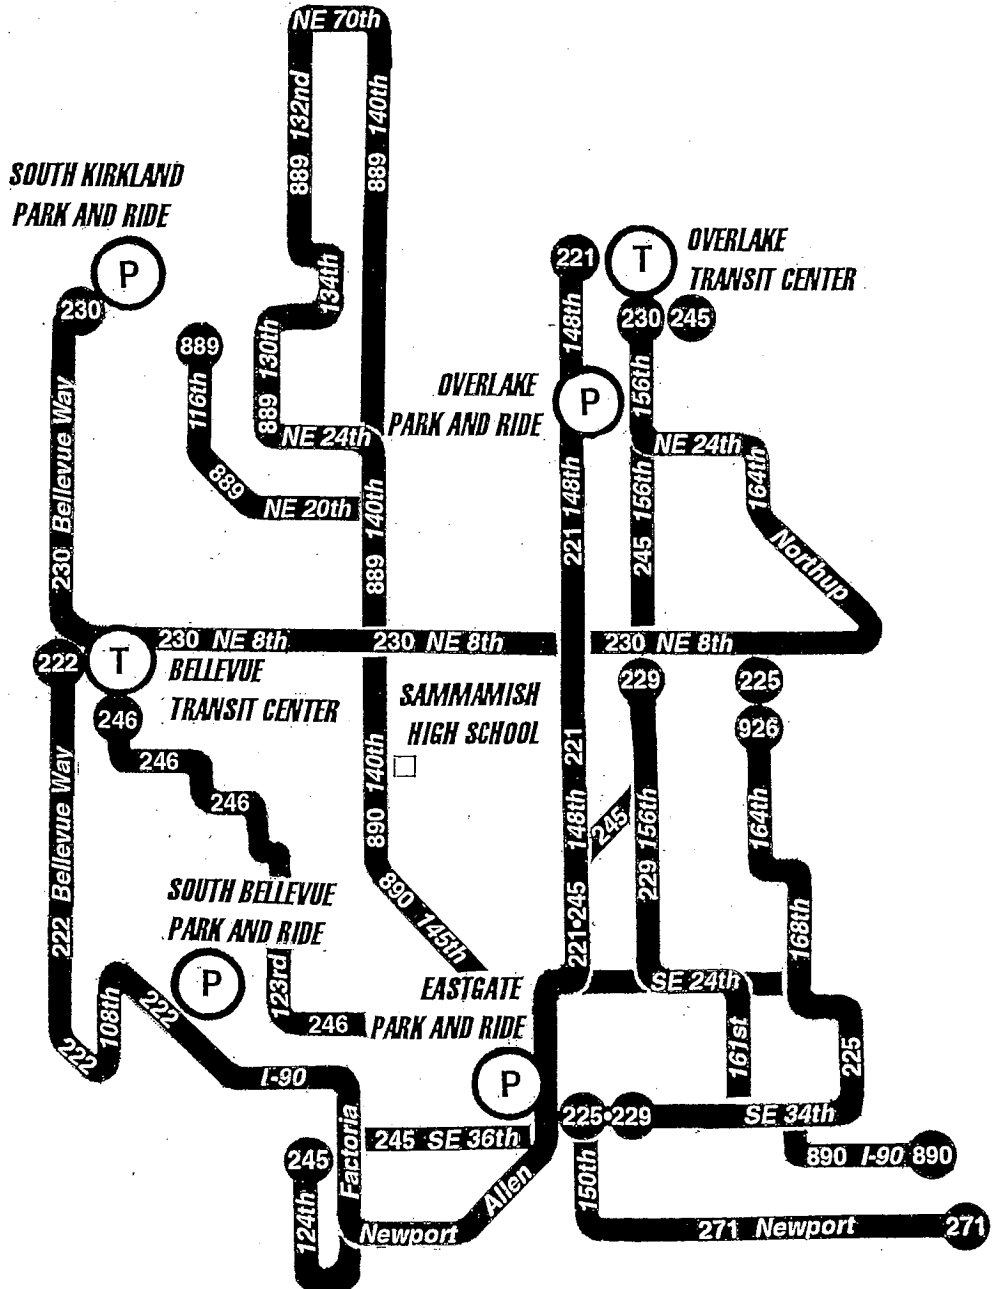 NE 70th
889 132nd
889 140th
SOUTH KIRKLAND
PARK AND RIDE
P
230
134th
221
T
OVERLAKE
TRANSIT CENTER
230
245
889
116th
889 130th
148th
156th
OVERLAKE
PARK AND RIDE
P
NE 24th
NE 24th
164th
230 Bellevue Way
889
NE 20th
889 140th
221 148th
245 156th
Northup
230 NE 8th
230 NE 8th
230 NE 8th
222
T
BELLEVUE
TRANSIT CENTER
246
246
246
SAMMAMISH
HIGH SCHOOL
229
225
926
222 Bellevue Way
890 140th
221
148th
245
229 156th
164th
SOUTH BELLEVUE
PARK AND RIDE
P
123rd
246
890 145th
221•245
168th
EASTGATE
PARK AND RIDE
P
SE 24th
161st
225
222
108th
222
I-90
225•229
SE 34th
Factoria
245 SE 36th
245
124th
Allen
Newport
150th
890 I-90 890
271 Newport 271